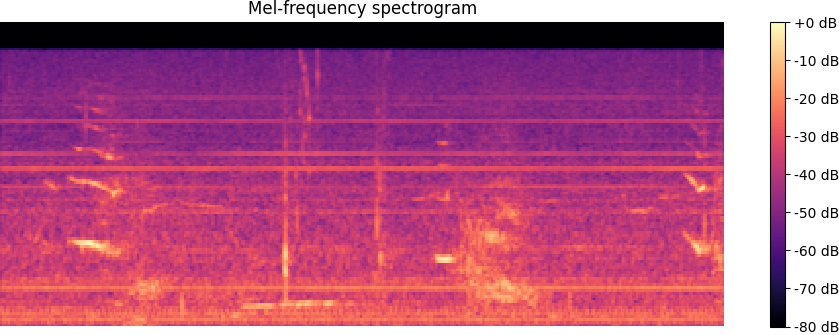 Mel-frequency spectrogram
+0 dB
-10 dB
-20 dB
-30 dB
-40 dB
-50 dB
-60 dB
-70 dB
-80 dB